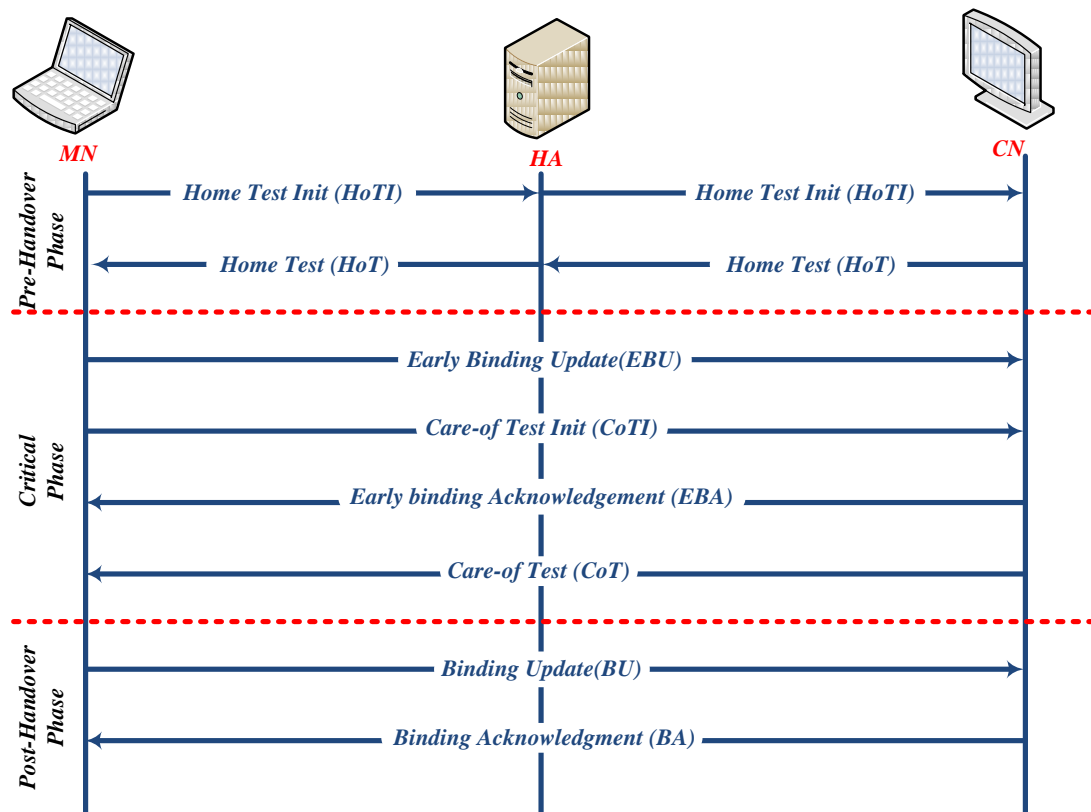 MN
HA
CN
Pre-Handover
Phase
Home Test Init (HoTI)
Home Test Init (HoTI)
Home Test (HoT)
Home Test (HoT)
Critical
Phase
Early Binding Update(EBU)
Care-of Test Init (CoTI)
Early binding Acknowledgement (EBA)
Care-of Test (CoT)
Post-Handover
Phase
Binding Update(BU)
Binding Acknowledgment (BA)